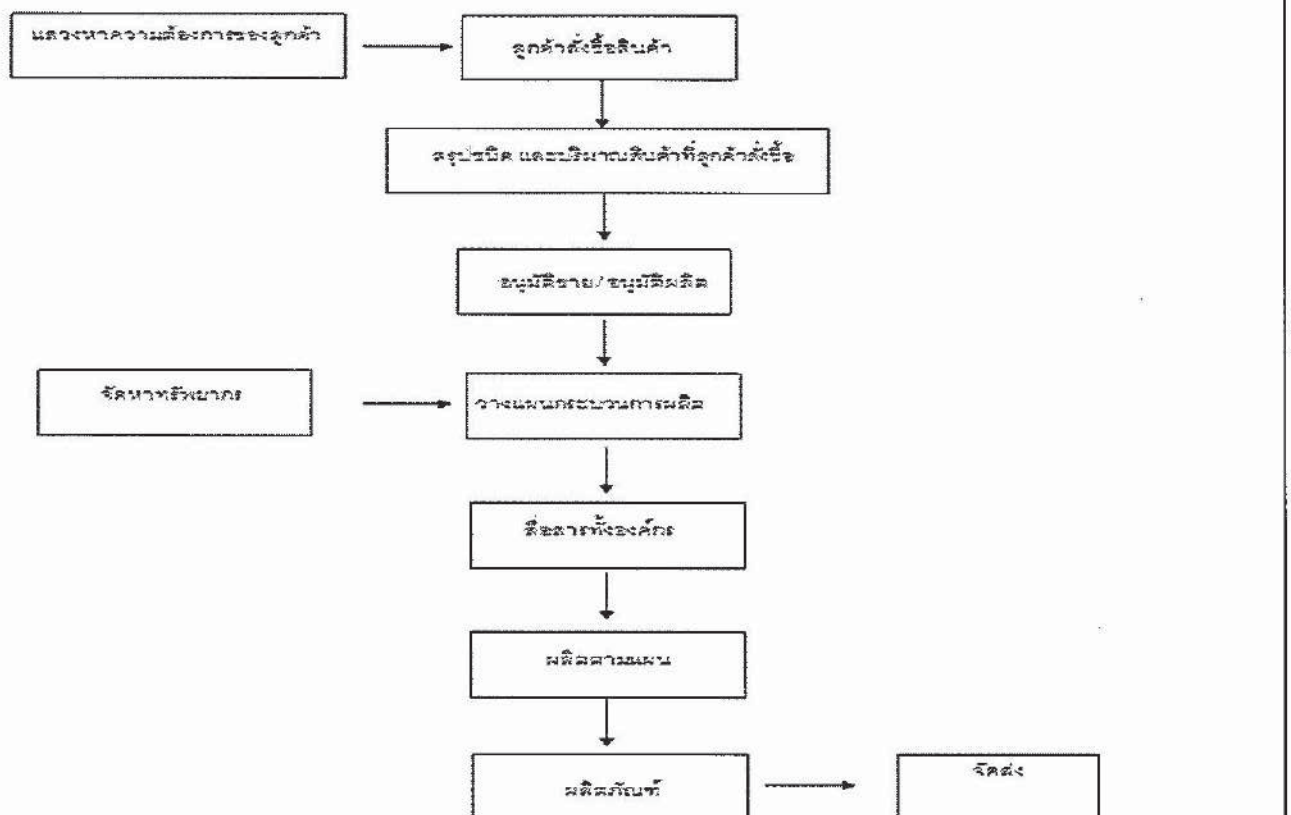 แสวงหาความต้องการของลูกค้า
ลูกค้าสั่งซื้อสินค้า
สรุปชนิด และปริมาณสินค้าที่ลูกค้าสั่งซื้อ
อนุมัติขาย/อนุมัติผลิต
จัดหาทรัพยากร
วางแผนกระบวนการผลิต
สื่อสารทั้งองค์กร
ผลิตตามแผน
ผลิตภัณฑ์
จัดส่ง